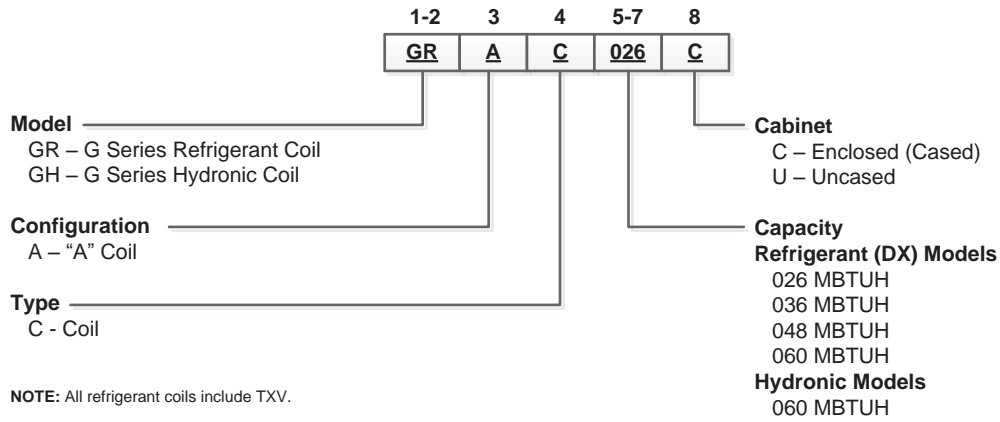 1-2 3 4 5-7 8
GR A C 026 C
Model
GR – G Series Refrigerant Coil
GH – G Series Hydronic Coil
Configuration
A – “A” Coil
Type
C - Coil
NOTE: All refrigerant coils include TXV.
Cabinet
C – Enclosed (Cased)
U – Uncased
Capacity
Refrigerant (DX) Models
026 MBTUH
036 MBTUH
048 MBTUH
060 MBTUH
Hydronic Models
060 MBTUH